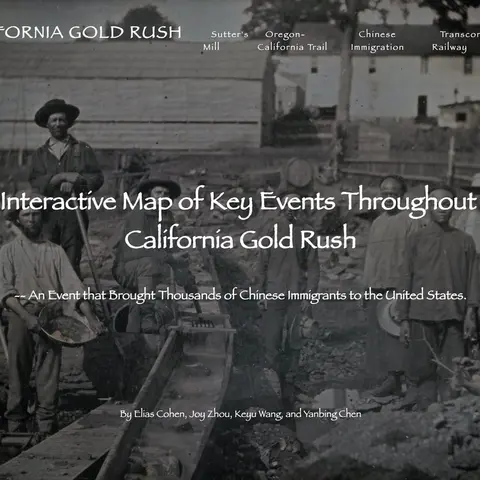 FORNIA GOLD RUSH
Sutter's Mill
Oregon-California Trail
Chinese Immigration
Transcon
Railway
Interactive Map of Key Events Throughout
California Gold Rush
-- An Event that Brought Thousands of Chinese Immigrants to the United States.
By Elias Cohen, Joy Zhou, Keyu Wang, and Yanbing Chen